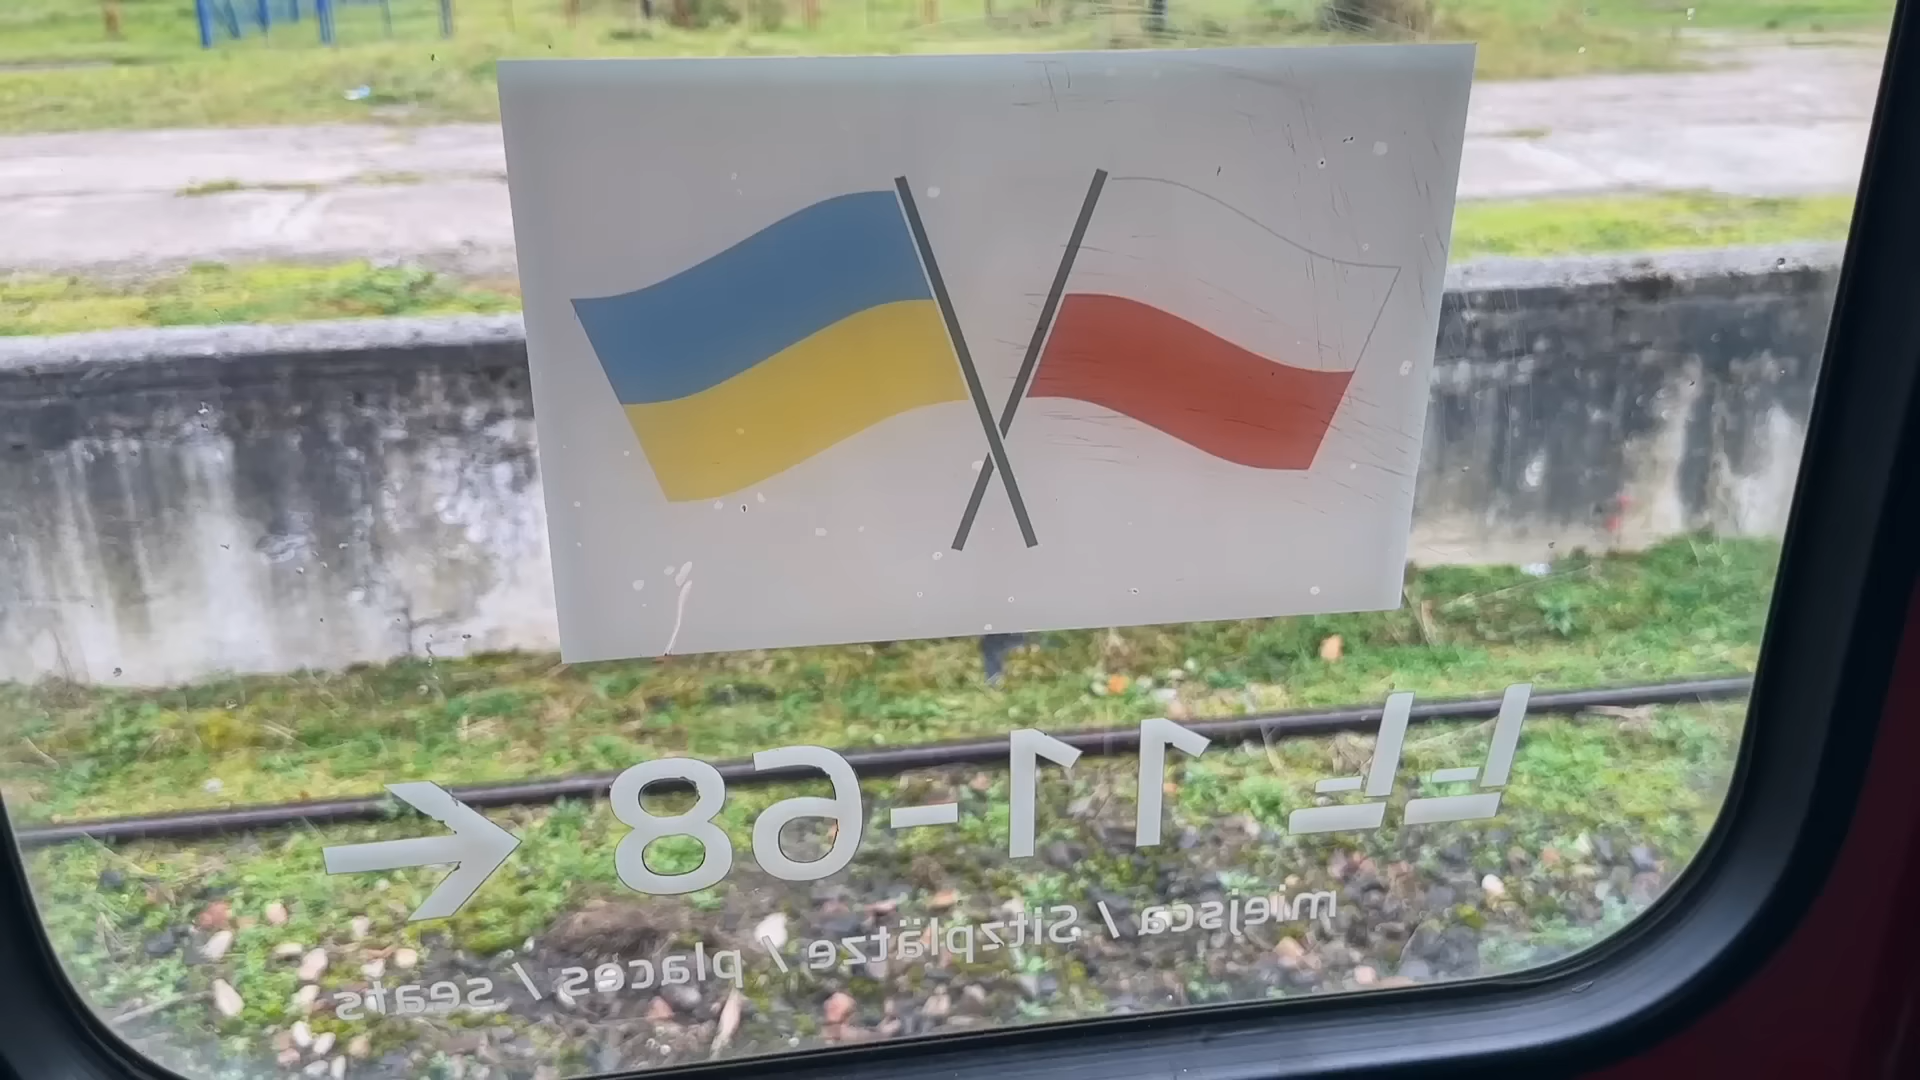 11-68 ←
miejsca / Sitzplätze / places / seats